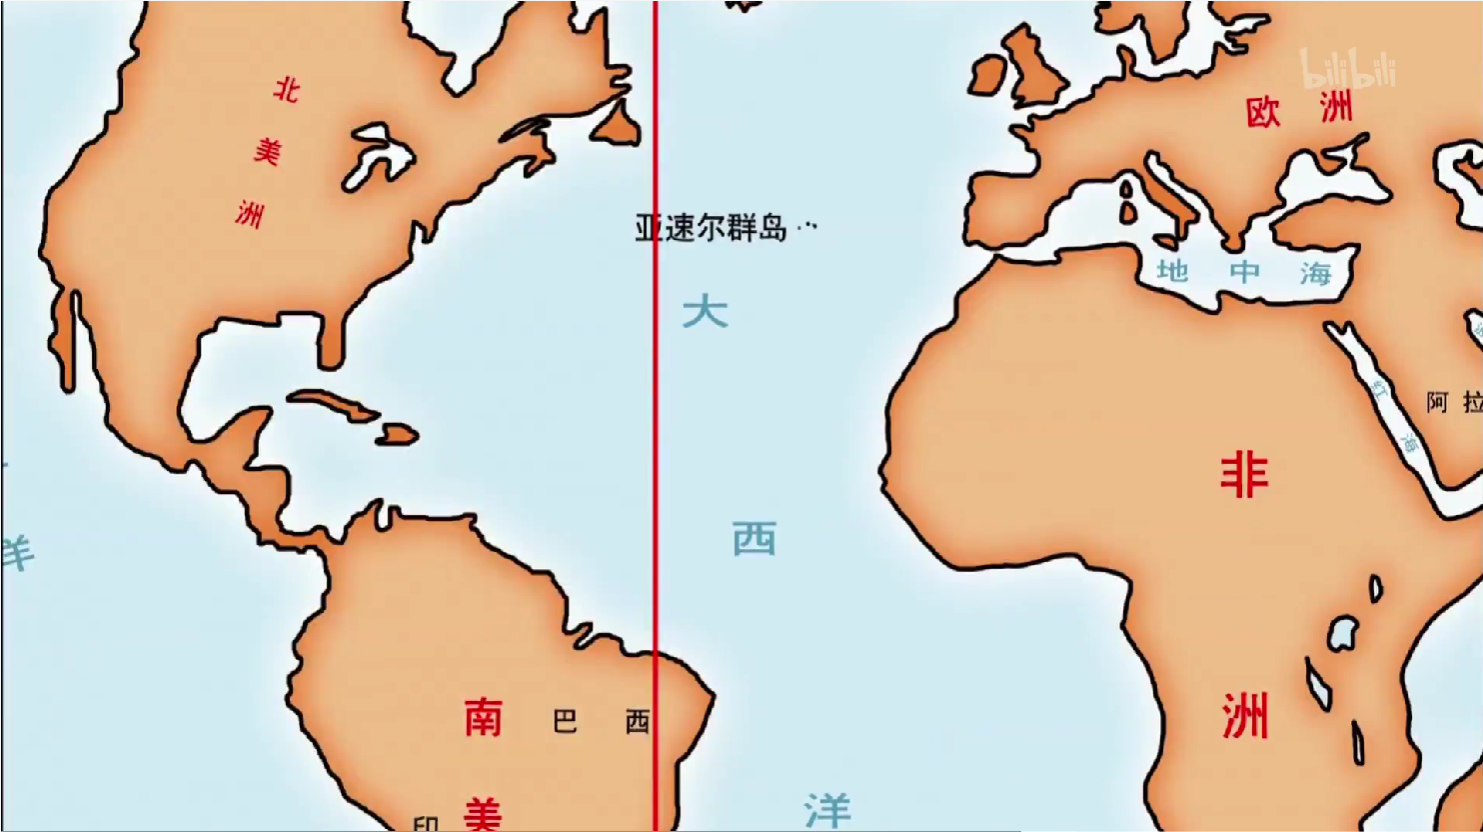 bilibili
北美洲
欧洲
亚速尔群岛
地中海
大西洋
红海
阿拉
非洲
洋
南美
巴西
印